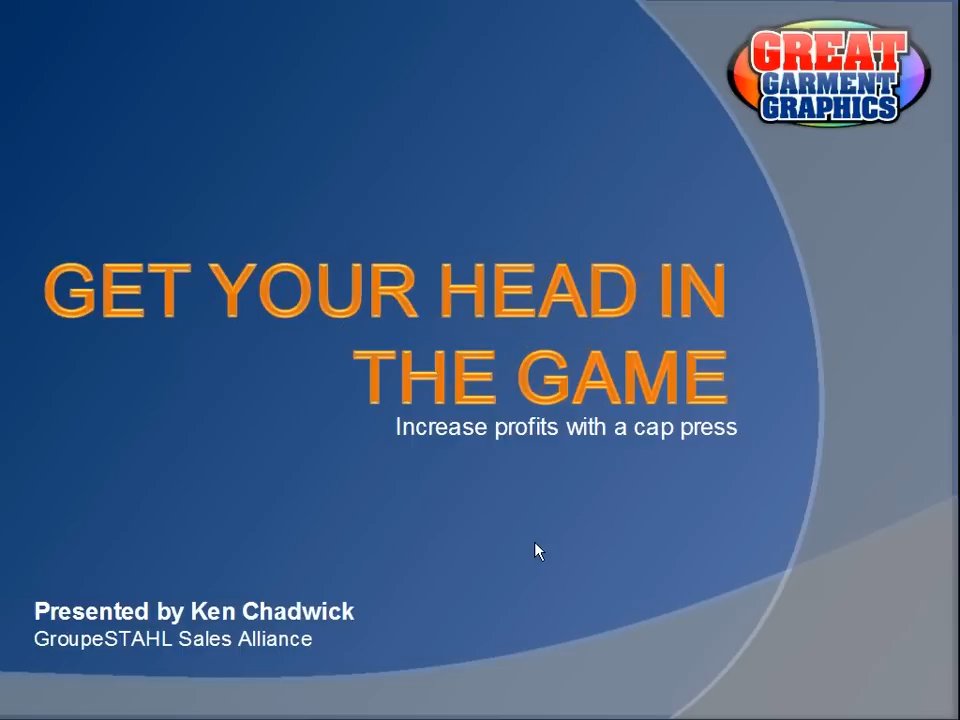 GREAT
GARMENT
GRAPHICS
GET YOUR HEAD IN
THE GAME
Increase profits with a cap press
Presented by Ken Chadwick
GroupeSTAHL Sales Alliance